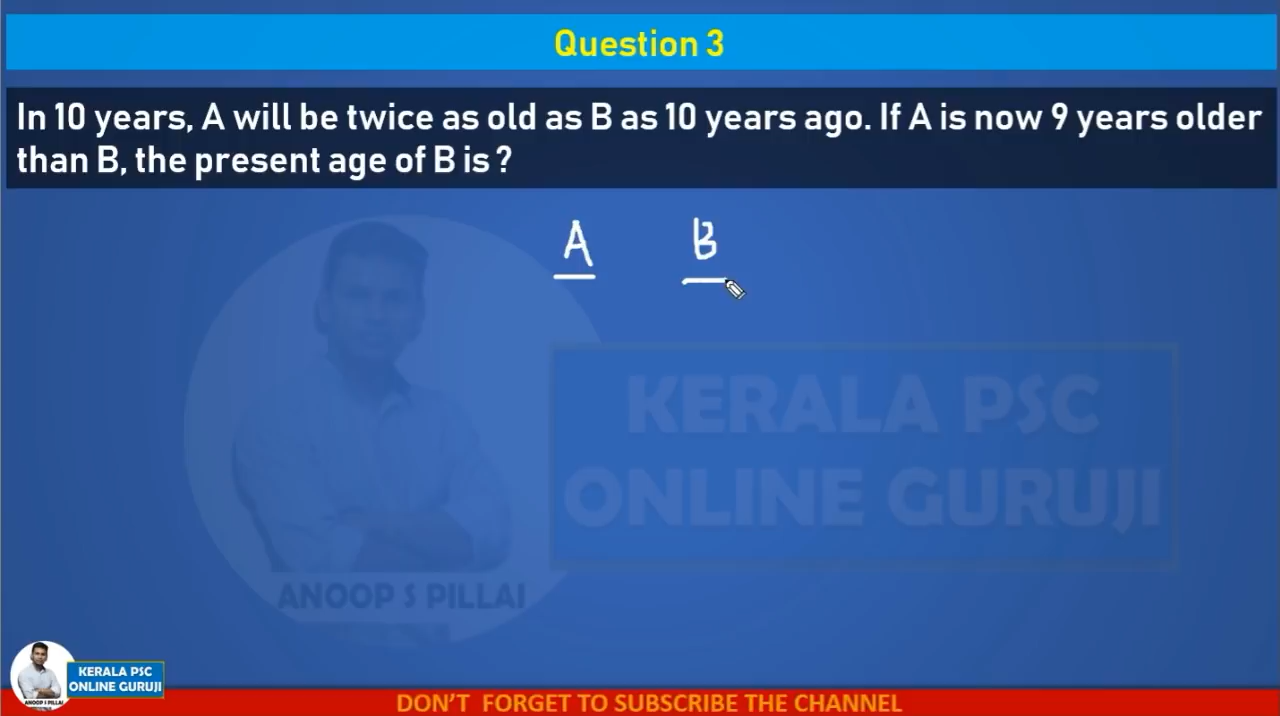 Question 3
In 10 years, A will be twice as old as B as 10 years ago. If A is now 9 years older
than B, the present age of B is ?
A B
KERALA PSC
ONLINE GURUJI
ANOOP S PILLAI
KERALA PSC
ONLINE GURUJI
ANOOP S PILLAI
DON'T FORGET TO SUBSCRIBE THE CHANNEL